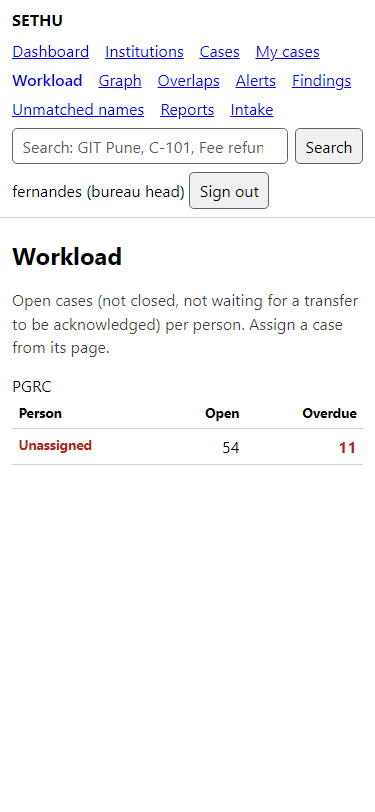 SETHU
Dashboard Institutions Cases My cases
Workload Graph Overlaps Alerts Findings
Unmatched names Reports Intake
Search: GIT Pune, C-101, Fee refun Search
fernandes (bureau head) Sign out
Workload
Open cases (not closed, not waiting for a transfer
to be acknowledged) per person. Assign a case
from its page.
PGRC
Person Open Overdue
Unassigned 54 11